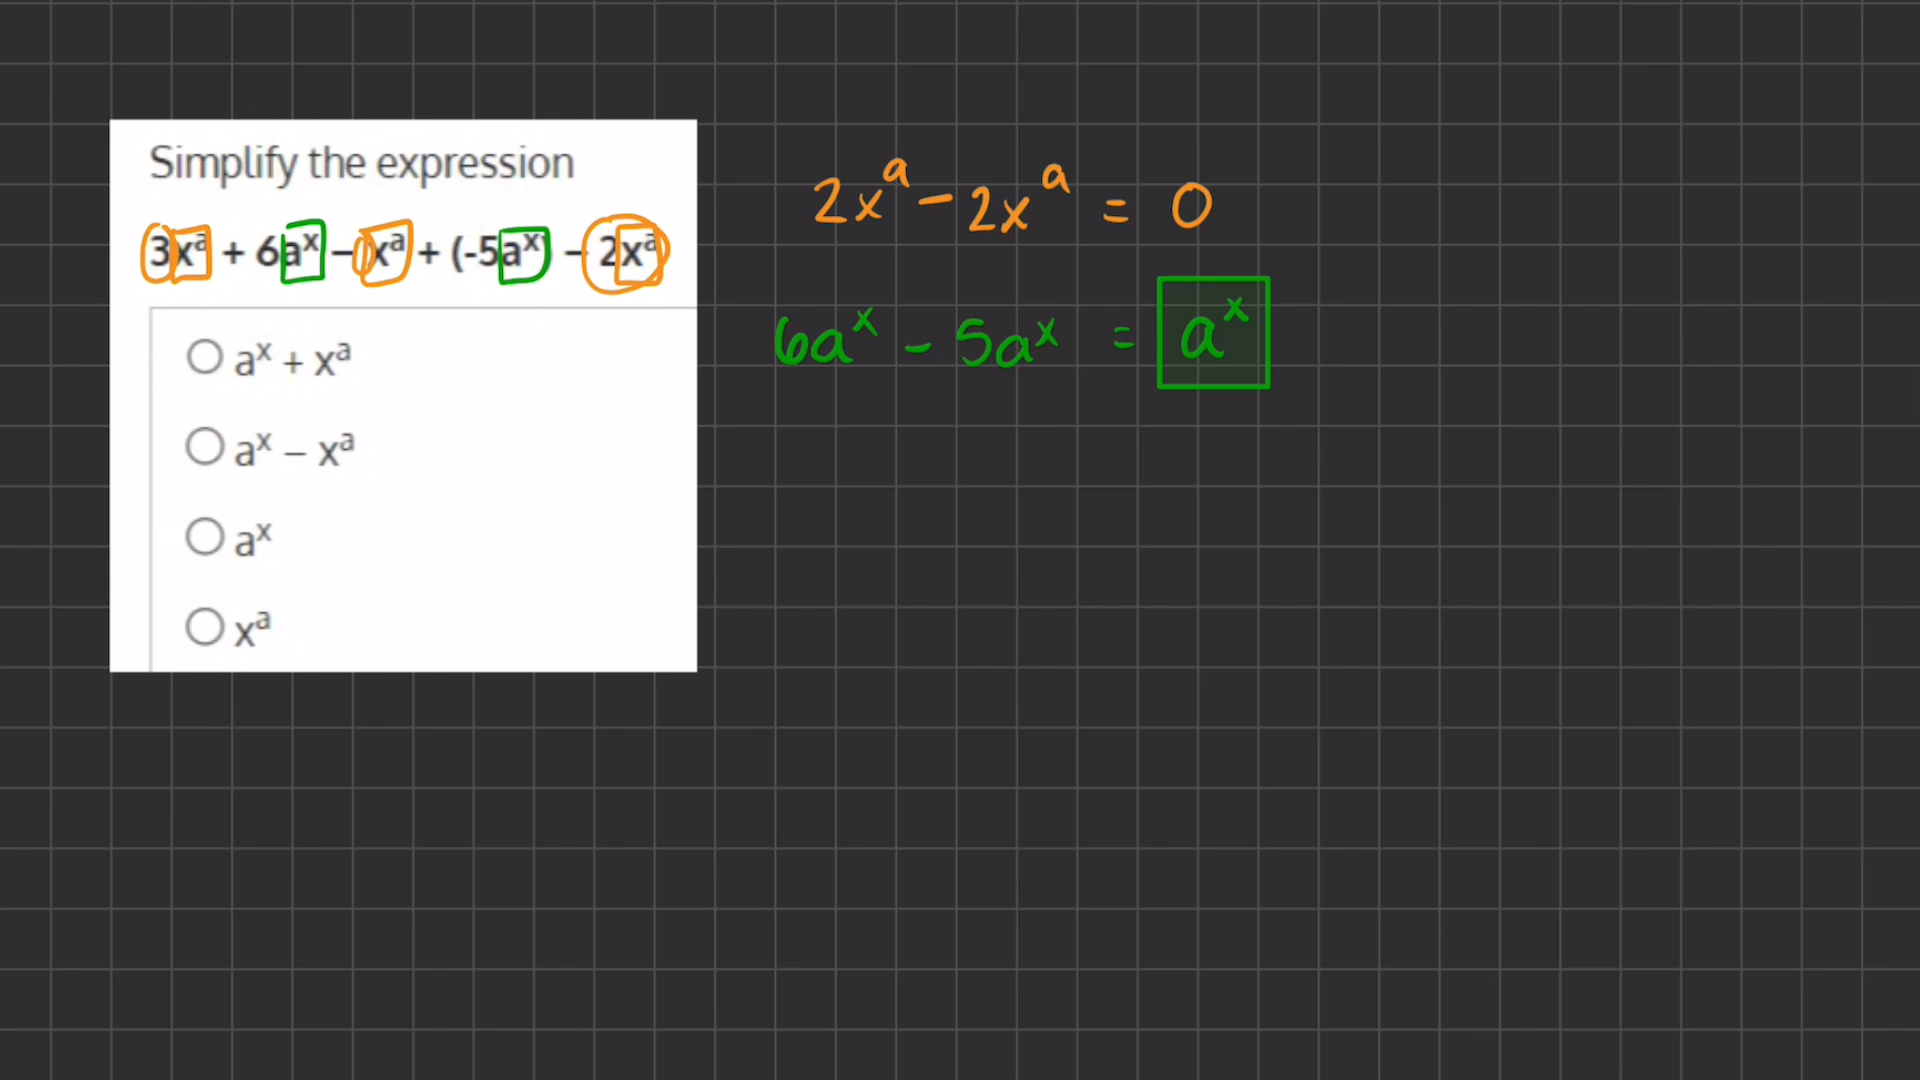 Simplify the expression
3xᵃ + 6aˣ − xᵃ + (-5aˣ) − 2xᵃ
aˣ + xᵃ
aˣ − xᵃ
aˣ
xᵃ
2xᵃ − 2xᵃ = 0
6aˣ − 5aˣ = aˣ